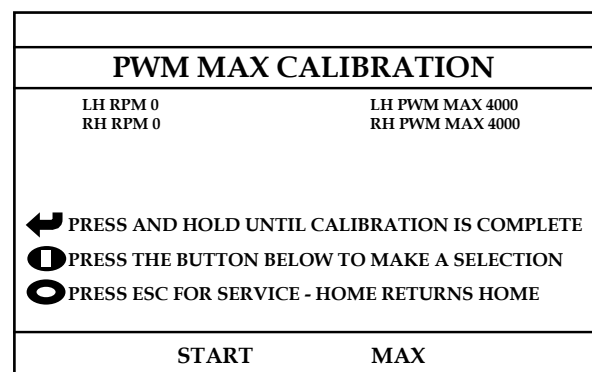 PWM MAX CALIBRATION
LH RPM 0 LH PWM MAX 4000
RH RPM 0 RH PWM MAX 4000
PRESS AND HOLD UNTIL CALIBRATION IS COMPLETE
PRESS THE BUTTON BELOW TO MAKE A SELECTION
PRESS ESC FOR SERVICE - HOME RETURNS HOME
START MAX